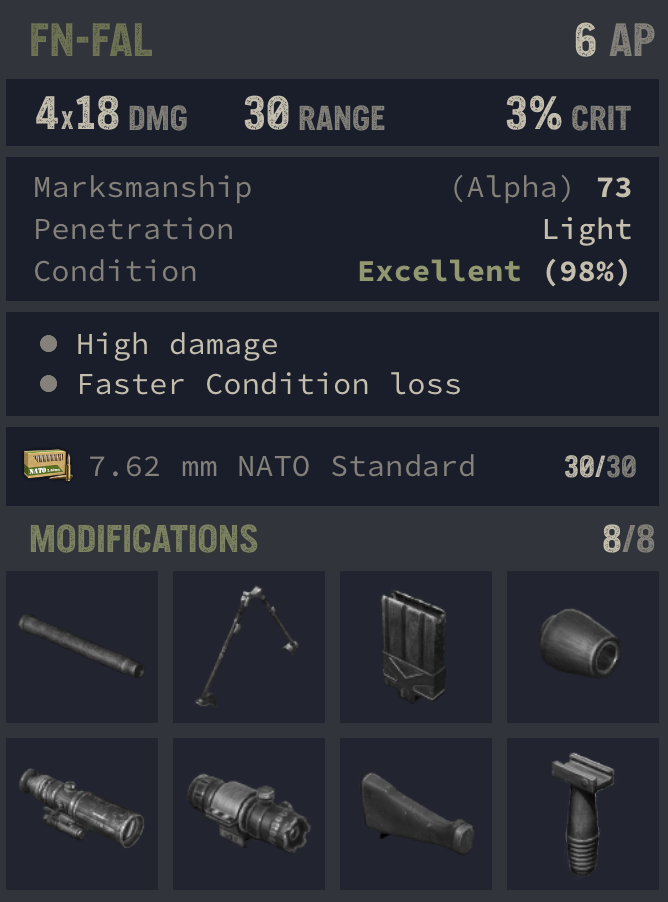 FN-FAL 6 AP
4x18 DMG 30 RANGE 3% CRIT
Marksmanship (Alpha) 73
Penetration Light
Condition Excellent (98%)
High damage
Faster Condition loss
NATO 7.62 mm NATO Standard 30/30
MODIFICATIONS 8/8